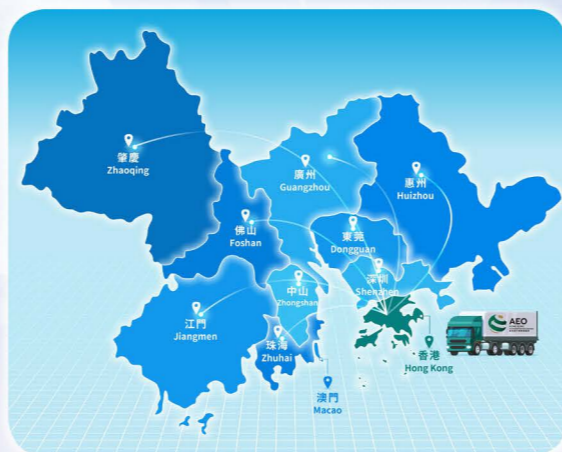 肇慶
Zhaoqing
廣州
Guangzhou
惠州
Huizhou
佛山
Foshan
東莞
Dongguan
深圳
Shenzhen
中山
Zhongshan
江門
Jiangmen
珠海
Zhuhai
香港
Hong Kong
澳門
Macao
AEO